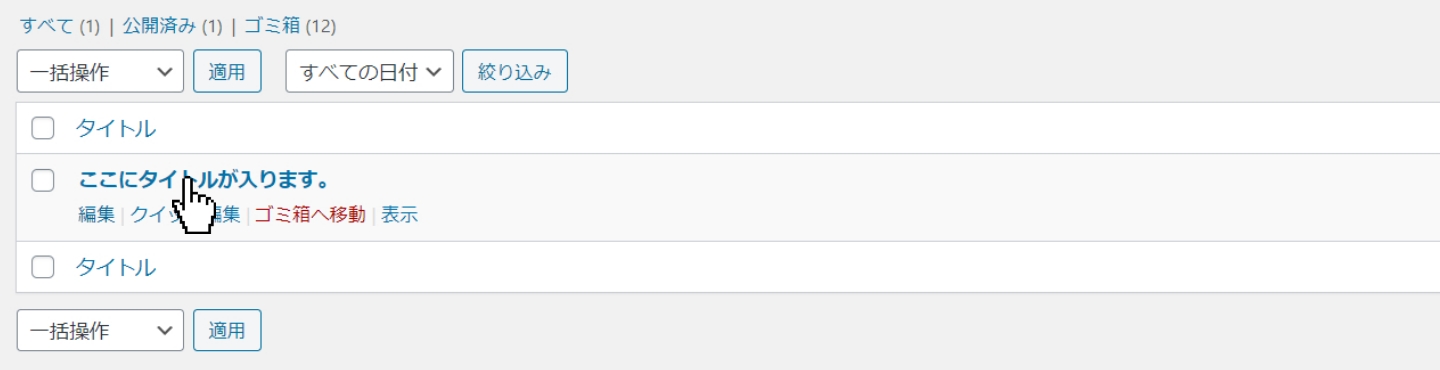 すべて (1) | 公開済み (1) | ゴミ箱 (12)
一括操作 適用 すべての日付 絞り込み
タイトル
ここにタイトルが入ります。
編集 | クイック編集 | ゴミ箱へ移動 | 表示
タイトル
一括操作 適用